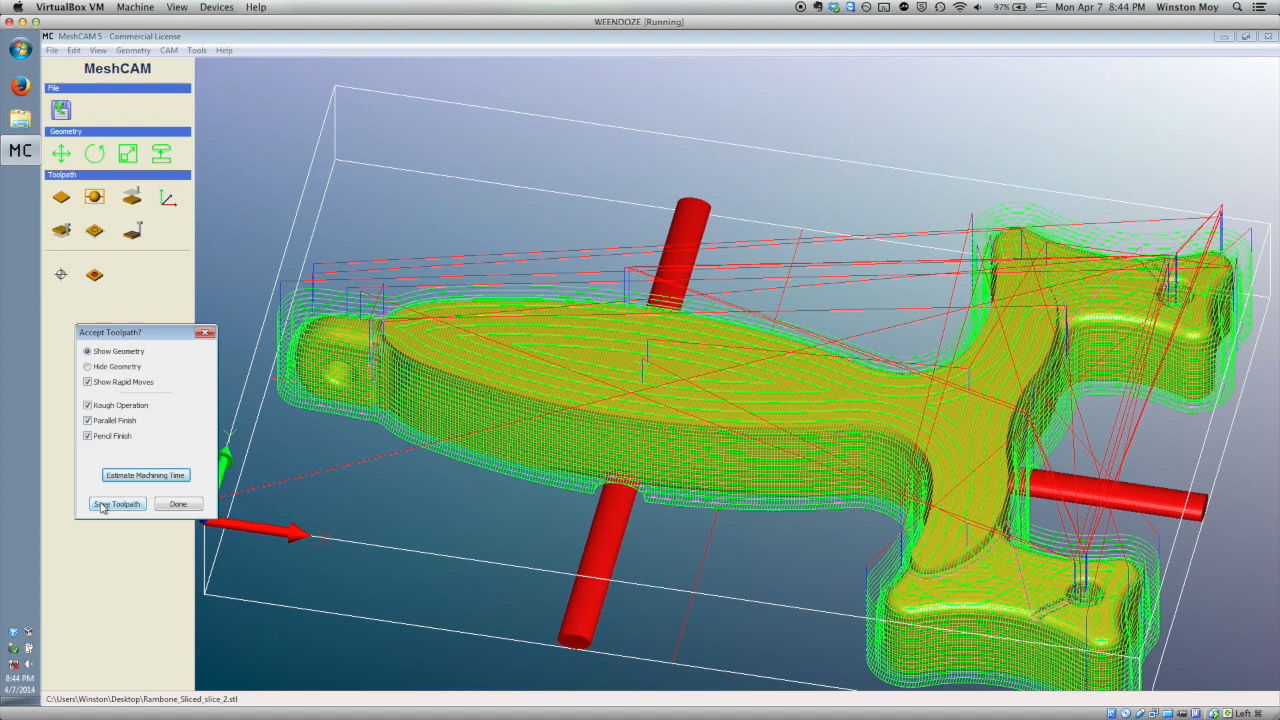 VirtualBox VM Machine View Devices Help 97% Mon Apr 7 8:44 PM Winston Moy
WEENDOZE [Running]
MC MeshCAM 5 - Commercial License
File Edit View Geometry CAM Tools Help
MeshCAM
File
Geometry
MC
Toolpath
Accept Toolpath?
Show Geometry
Hide Geometry
Show Rapid Moves
Rough Operation
Parallel Finish
Pencil Finish
Estimate Machining Time
Save Toolpath Done
8:44 PM
4/7/2014
C:\Users\Winston\Desktop\Rambone_Sliced_slice_2.stl
Left ⌘